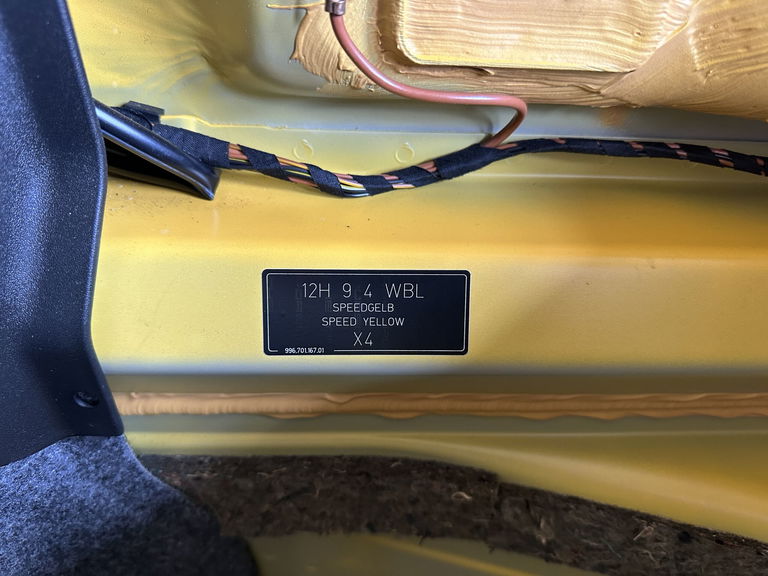 12H 9 4 WBL
SPEEDGELB
SPEED YELLOW
X4
996.701.167.01